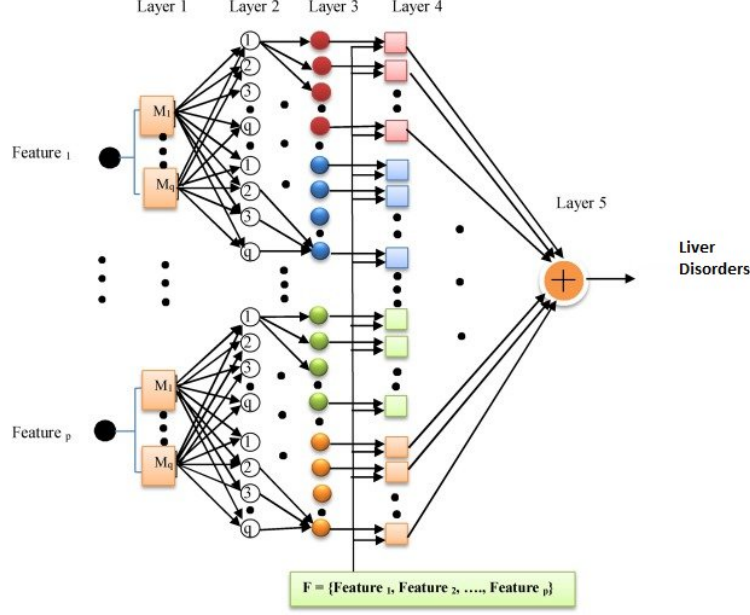 Layer 1 Layer 2 Layer 3 Layer 4
1
2
M1
3
q
Feature 1
1
Mq
2
3
Layer 5
q
Liver
Disorders
1
2
M1
3
q
Feature p
1
Mq
2
3
q
F = {Feature 1, Feature 2, …., Feature p}